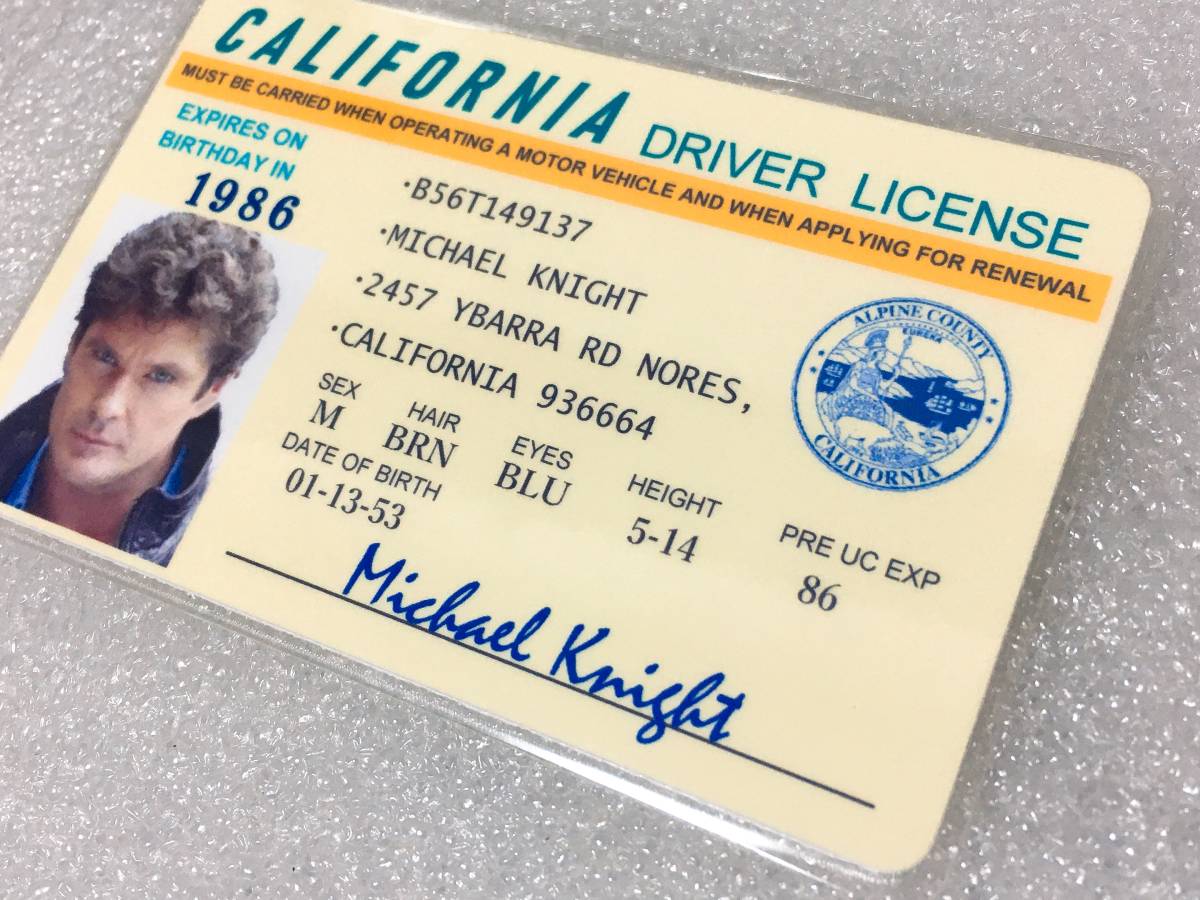 CALIFORNIA DRIVER LICENSE
MUST BE CARRIED WHEN OPERATING A MOTOR VEHICLE AND WHEN APPLYING FOR RENEWAL
EXPIRES ON
BIRTHDAY IN
1986
·B56T149137
·MICHAEL KNIGHT
·2457 YBARRA RD NORES,
·CALIFORNIA 936664
SEX HAIR EYES HEIGHT PRE UC EXP
M BRN BLU 5-14 86
DATE OF BIRTH
01-13-53
Michael Knight
ALPINE COUNTY
EUREKA
CALIFORNIA